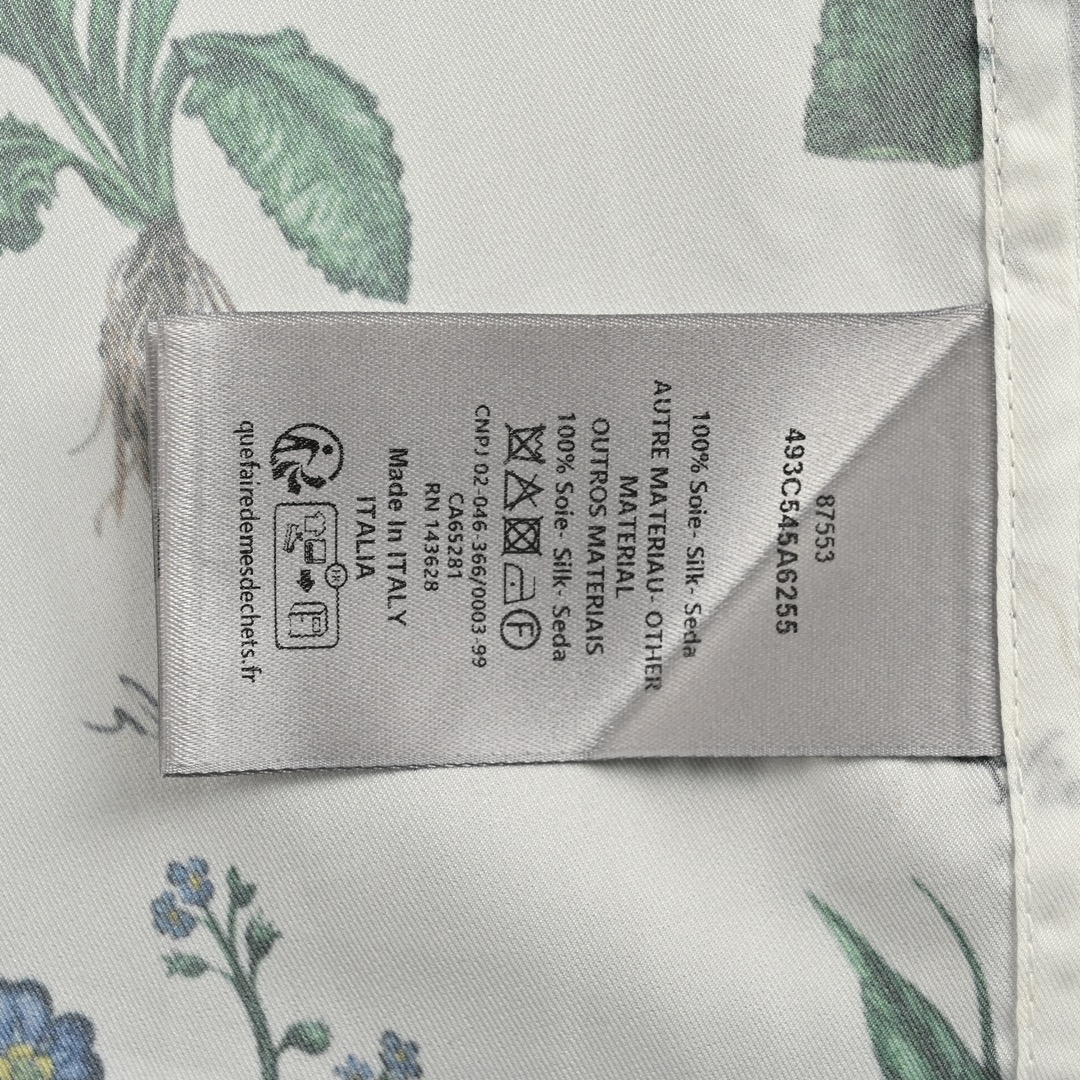 87553
493C545A6255
100% Soie- Silk- Seda
AUTRE MATERIAU- OTHER
MATERIAL
OUTROS MATERIAIS
100% Soie- Silk- Seda
F
CNPJ 02-046-366/0003-99
CA65281
RN 143628
Made In ITALY
ITALIA
quefairedemesdechets.fr